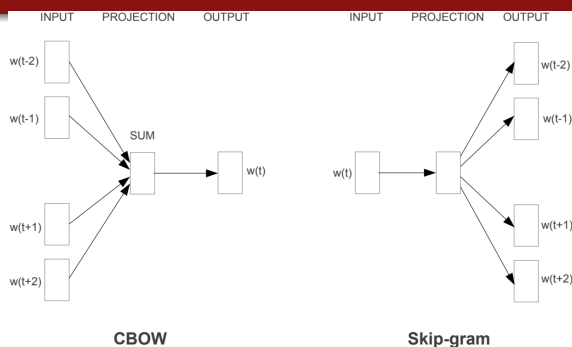 INPUT PROJECTION OUTPUT
w(t-2)
w(t-1)
SUM
w(t)
w(t+1)
w(t+2)
CBOW
INPUT PROJECTION OUTPUT
w(t-2)
w(t-1)
w(t)
w(t+1)
w(t+2)
Skip-gram